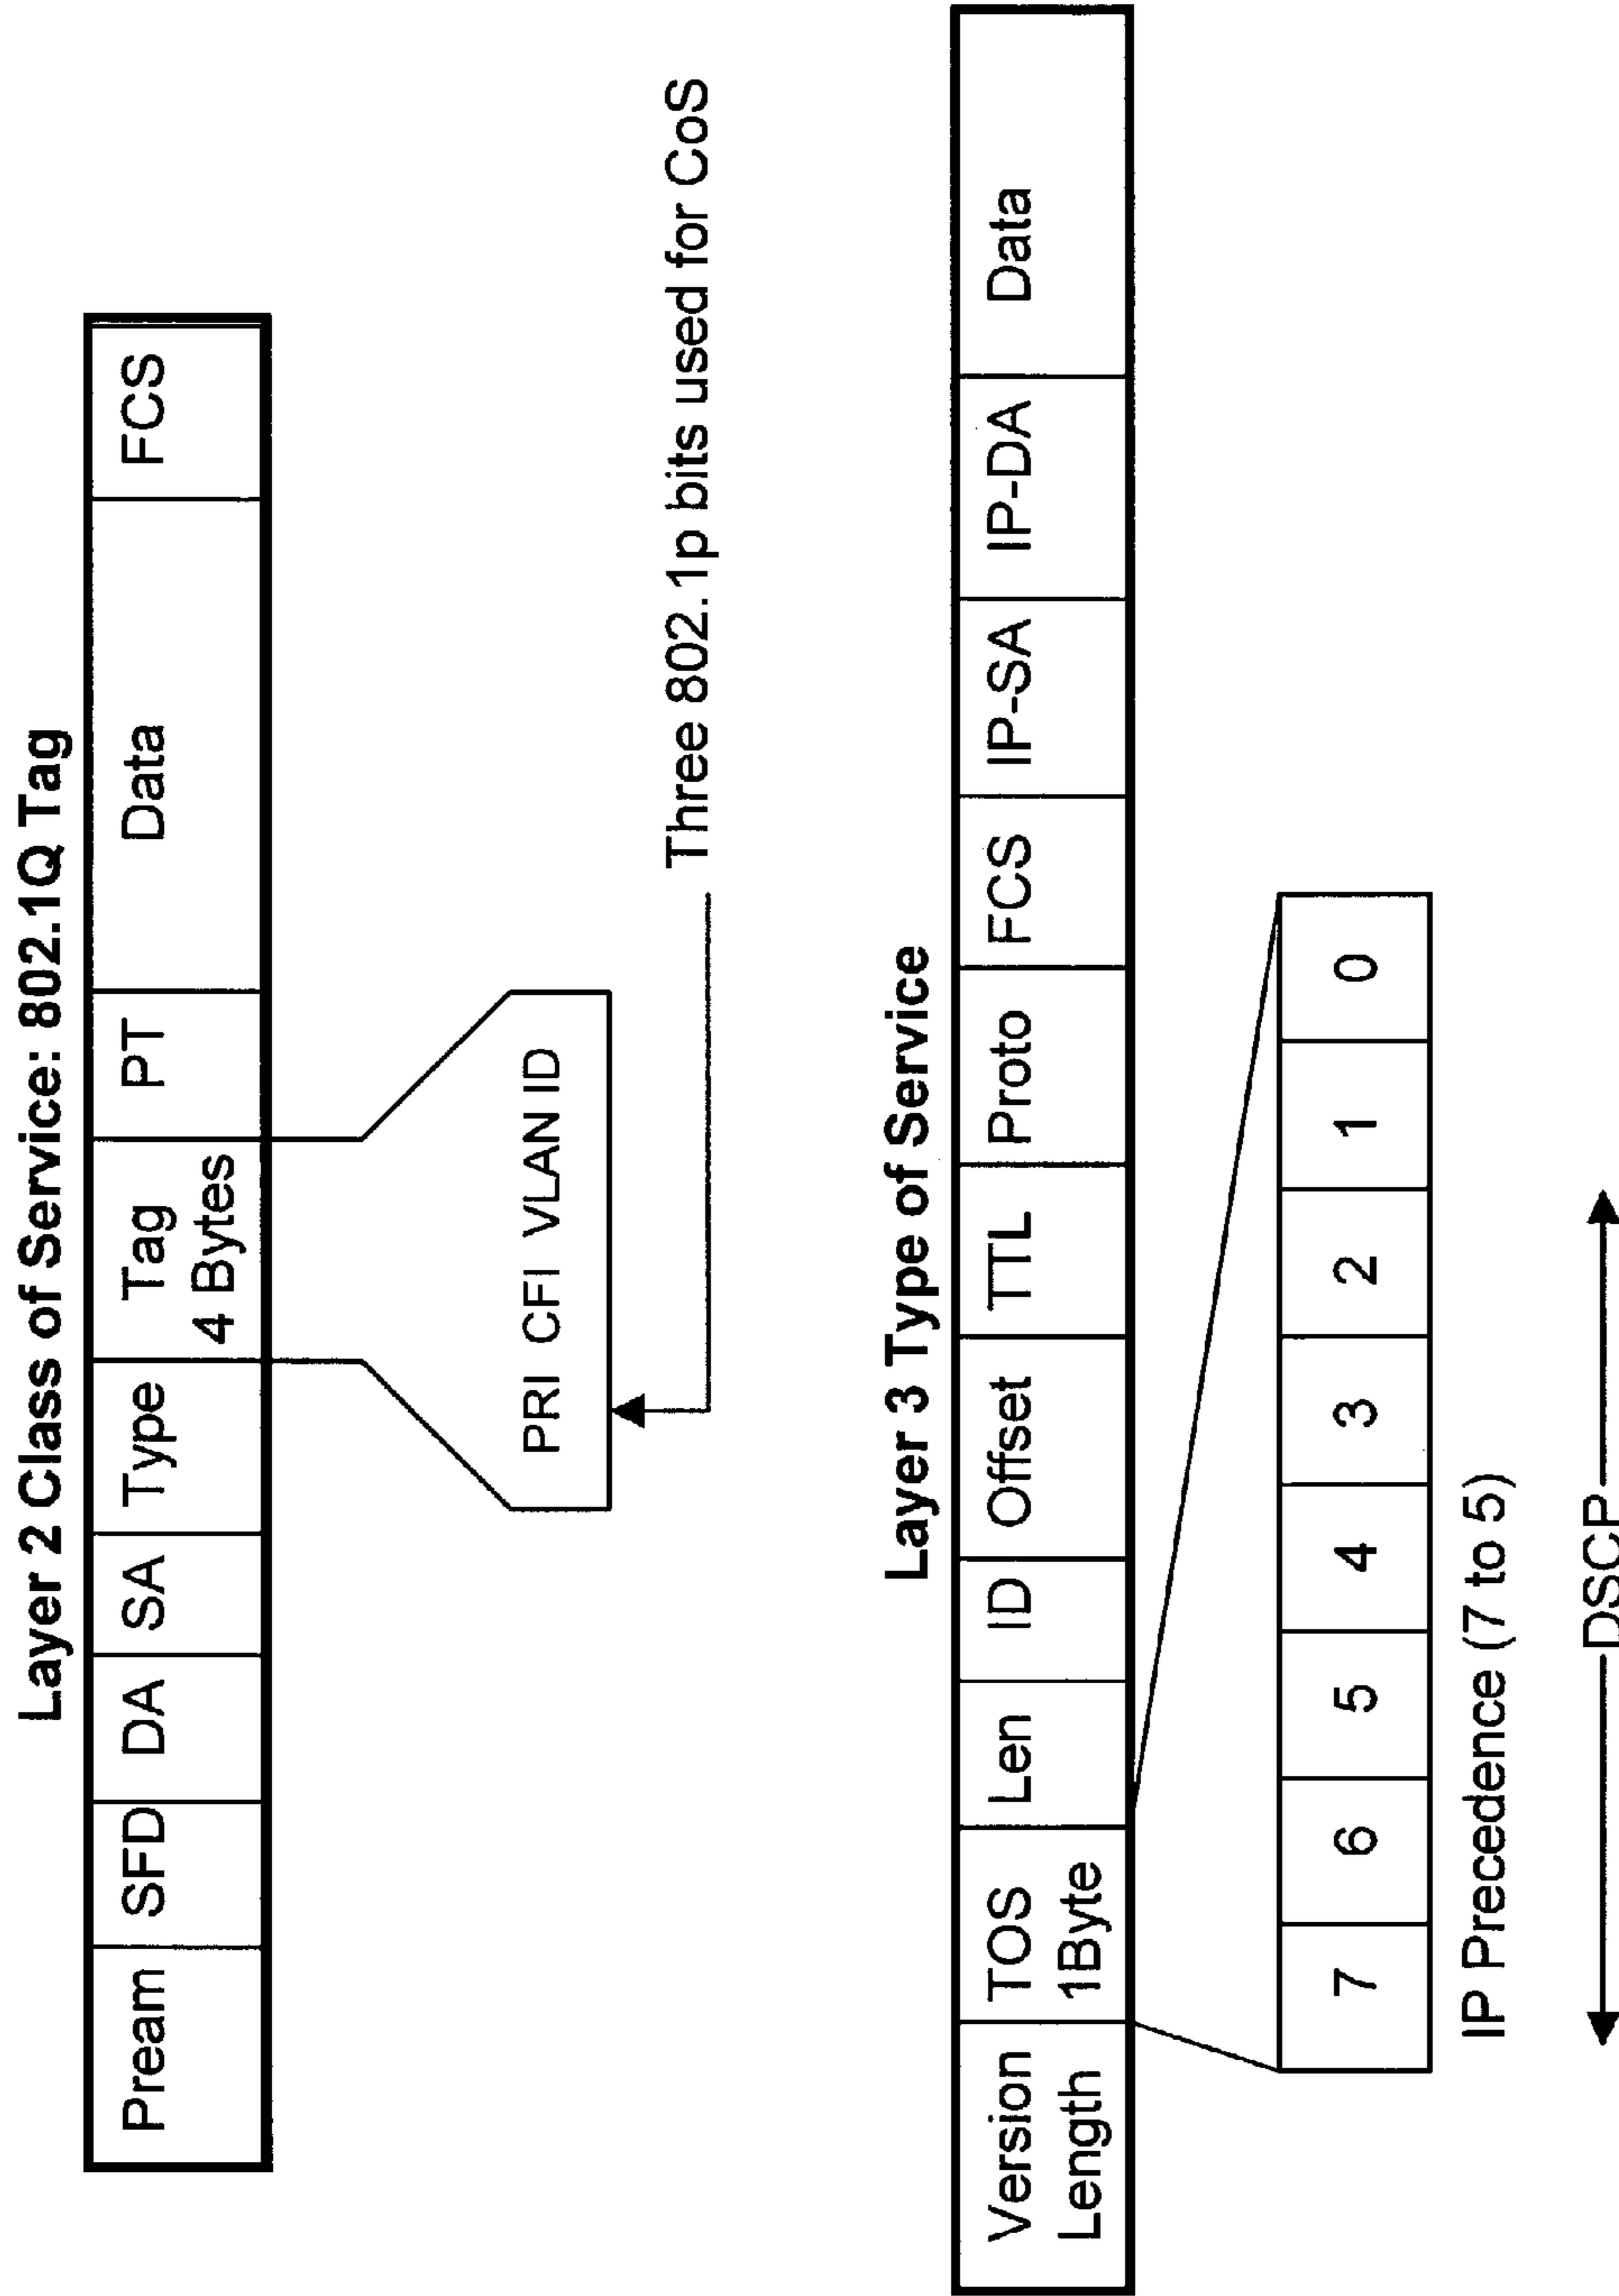 Layer 2 Class of Service: 802.1Q Tag
Pream SFD DA SA Type Tag 4 Bytes PT Data FCS
PRI CFI VLAN ID
Three 802.1p bits used for CoS
Layer 3 Type of Service
Version Length TOS 1Byte Len ID Offset TTL Proto FCS IP-SA IP-DA Data
7 6 5 4 3 2 1 0
IP Precedence (7 to 5)
DSCP